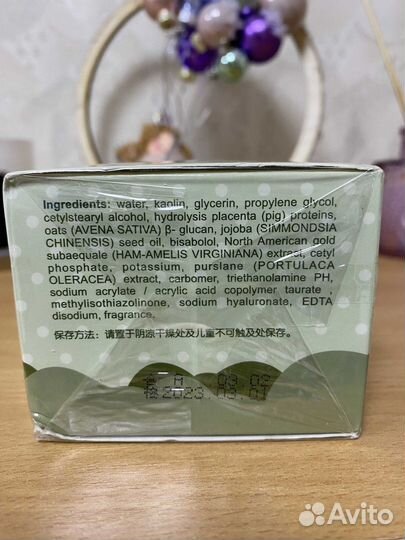 Ingredients: water, kaolin, glycerin, propylene glycol,
cetylstearyl alcohol, hydrolysis placenta (pig) proteins,
oats (AVENA SATIVA) β- glucan, jojoba (SIMMONDSIA
CHINENSIS) seed oil, bisabolol, North American gold
subaequale (HAM-AMELIS VIRGINIANA) extract, cetyl
phosphate, potassium, purslane (PORTULACA
OLERACEA) extract, carbomer, triethanolamine PH,
sodium acrylate / acrylic acid copolymer taurate ,
methylisothiazolinone, sodium hyaluronate, EDTA
disodium, fragrance.
保存方法：请置于阴凉干燥处及儿童不可触及处保存。
Avito